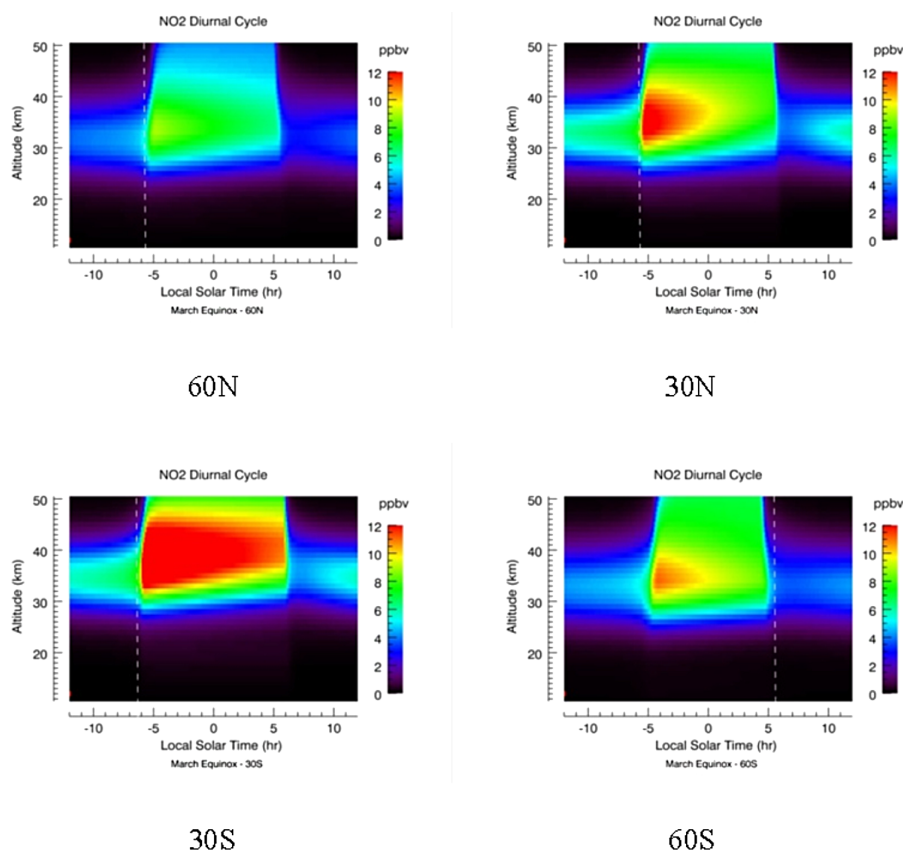 NO2 Diurnal Cycle
ppbv
50
40
30
20
Altitude (km)
12
10
8
6
4
2
0
-10 -5 0 5 10
Local Solar Time (hr)
March Equinox - 60N
60N
NO2 Diurnal Cycle
ppbv
50
40
30
20
Altitude (km)
12
10
8
6
4
2
0
-10 -5 0 5 10
Local Solar Time (hr)
March Equinox - 30N
30N
NO2 Diurnal Cycle
ppbv
50
40
30
20
Altitude (km)
12
10
8
6
4
2
0
-10 -5 0 5 10
Local Solar Time (hr)
March Equinox - 30S
30S
NO2 Diurnal Cycle
ppbv
50
40
30
20
Altitude (km)
12
10
8
6
4
2
0
-10 -5 0 5 10
Local Solar Time (hr)
March Equinox - 60S
60S